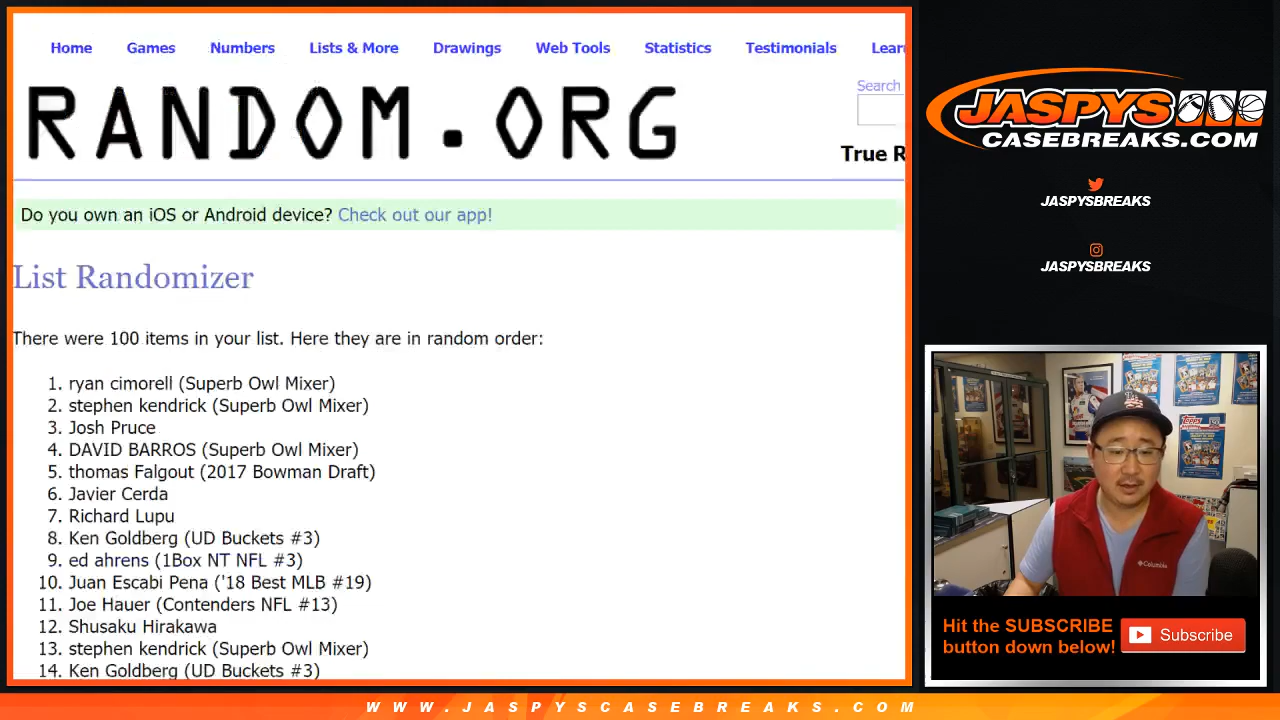 Home Games Numbers Lists & More Drawings Web Tools Statistics Testimonials Lear
RANDOM.ORG
Search
True R
Do you own an iOS or Android device? Check out our app!
List Randomizer
There were 100 items in your list. Here they are in random order:
1. ryan cimorell (Superb Owl Mixer)
2. stephen kendrick (Superb Owl Mixer)
3. Josh Pruce
4. DAVID BARROS (Superb Owl Mixer)
5. thomas Falgout (2017 Bowman Draft)
6. Javier Cerda
7. Richard Lupu
8. Ken Goldberg (UD Buckets #3)
9. ed ahrens (1Box NT NFL #3)
10. Juan Escabi Pena ('18 Best MLB #19)
11. Joe Hauer (Contenders NFL #13)
12. Shusaku Hirakawa
13. stephen kendrick (Superb Owl Mixer)
14. Ken Goldberg (UD Buckets #3)
JASPYS
CASEBREAKS.COM
JASPYSBREAKS
JASPYSBREAKS
Topps
Columbia
Hit the SUBSCRIBE
button down below!
Subscribe
WWW.JASPYSCASEBREAKS.COM